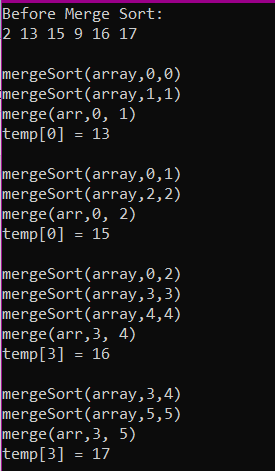 Before Merge Sort:
2 13 15 9 16 17
mergeSort(array,0,0)
mergeSort(array,1,1)
merge(arr,0, 1)
temp[0] = 13
mergeSort(array,0,1)
mergeSort(array,2,2)
merge(arr,0, 2)
temp[0] = 15
mergeSort(array,0,2)
mergeSort(array,3,3)
mergeSort(array,4,4)
merge(arr,3, 4)
temp[3] = 16
mergeSort(array,3,4)
mergeSort(array,5,5)
merge(arr,3, 5)
temp[3] = 17